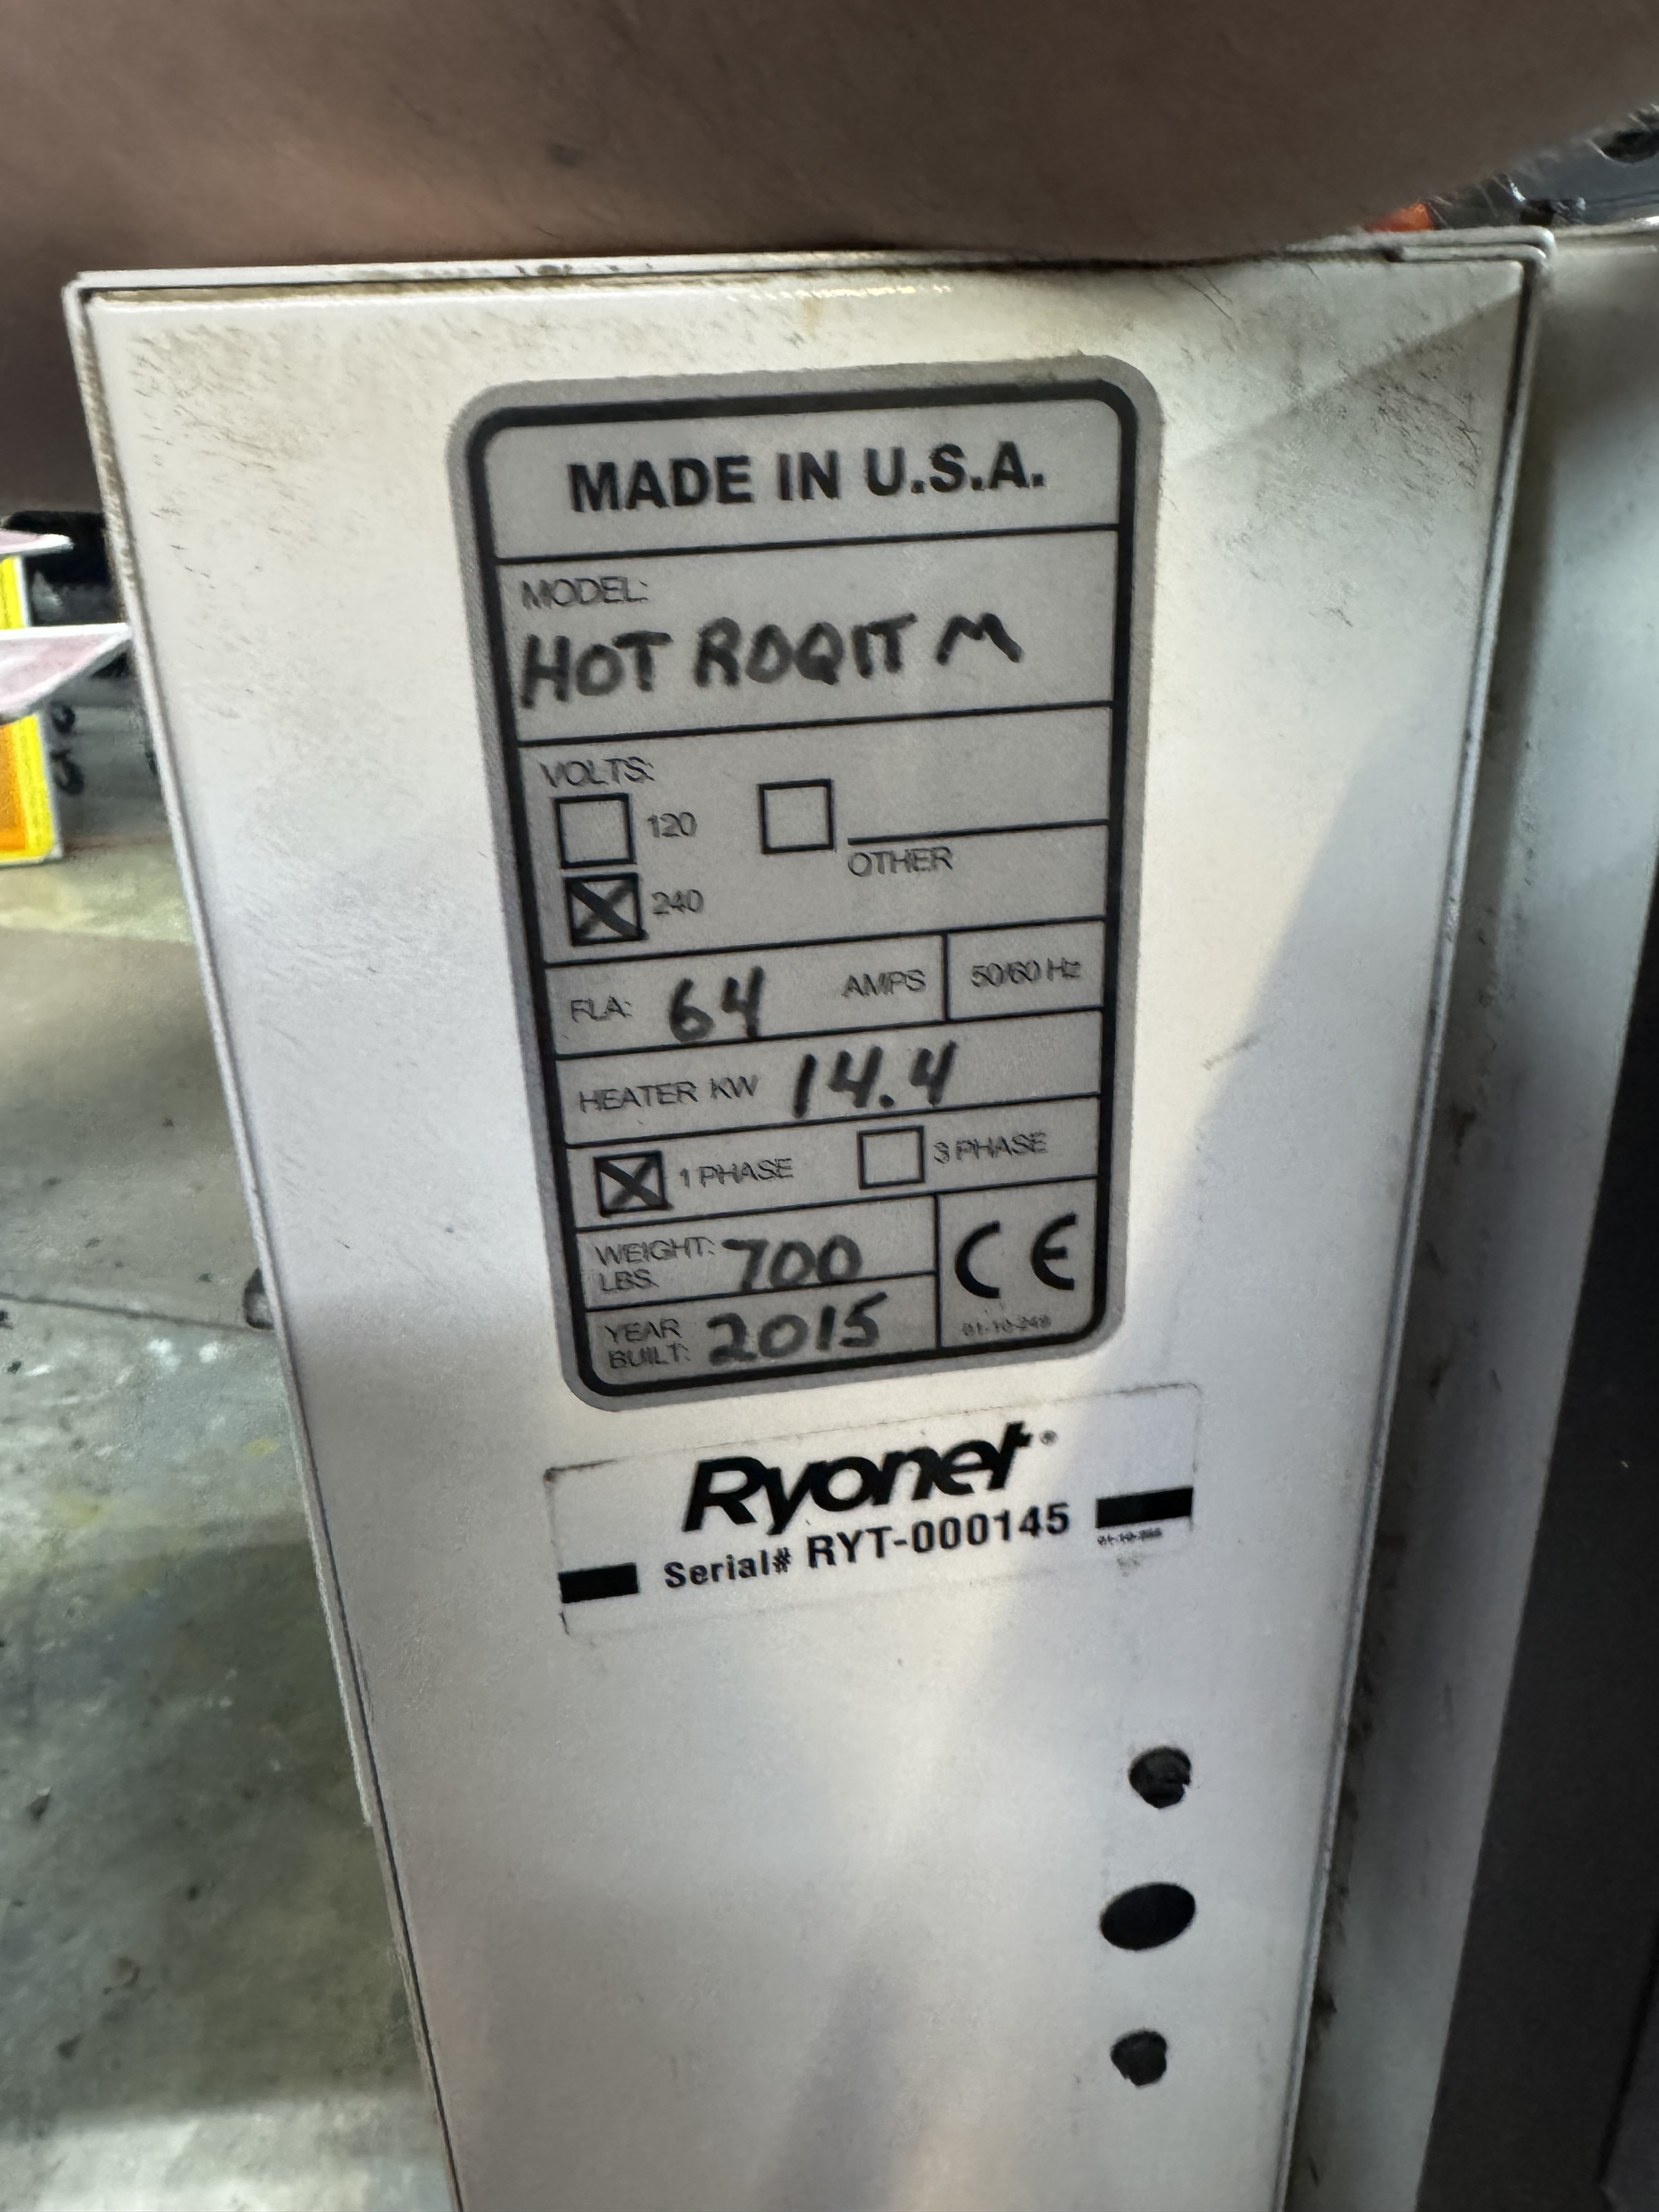 MADE IN U.S.A.
MODEL:
HOT ROQIT M
VOLTS:
120
OTHER
240
FLA: 64 AMPS 50/60 Hz
HEATER KW 14.4
1 PHASE 3 PHASE
WEIGHT: 700
LBS.
CE
YEAR 2015
BUILT:
Ryonet®
Serial# RYT-000145